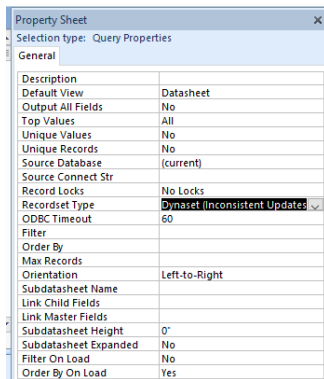 Property Sheet
Selection type: Query Properties
General
Description
Default View Datasheet
Output All Fields No
Top Values All
Unique Values No
Unique Records No
Source Database (current)
Source Connect Str
Record Locks No Locks
Recordset Type Dynaset (Inconsistent Updates
ODBC Timeout 60
Filter
Order By
Max Records
Orientation Left-to-Right
Subdatasheet Name
Link Child Fields
Link Master Fields
Subdatasheet Height 0"
Subdatasheet Expanded No
Filter On Load No
Order By On Load Yes